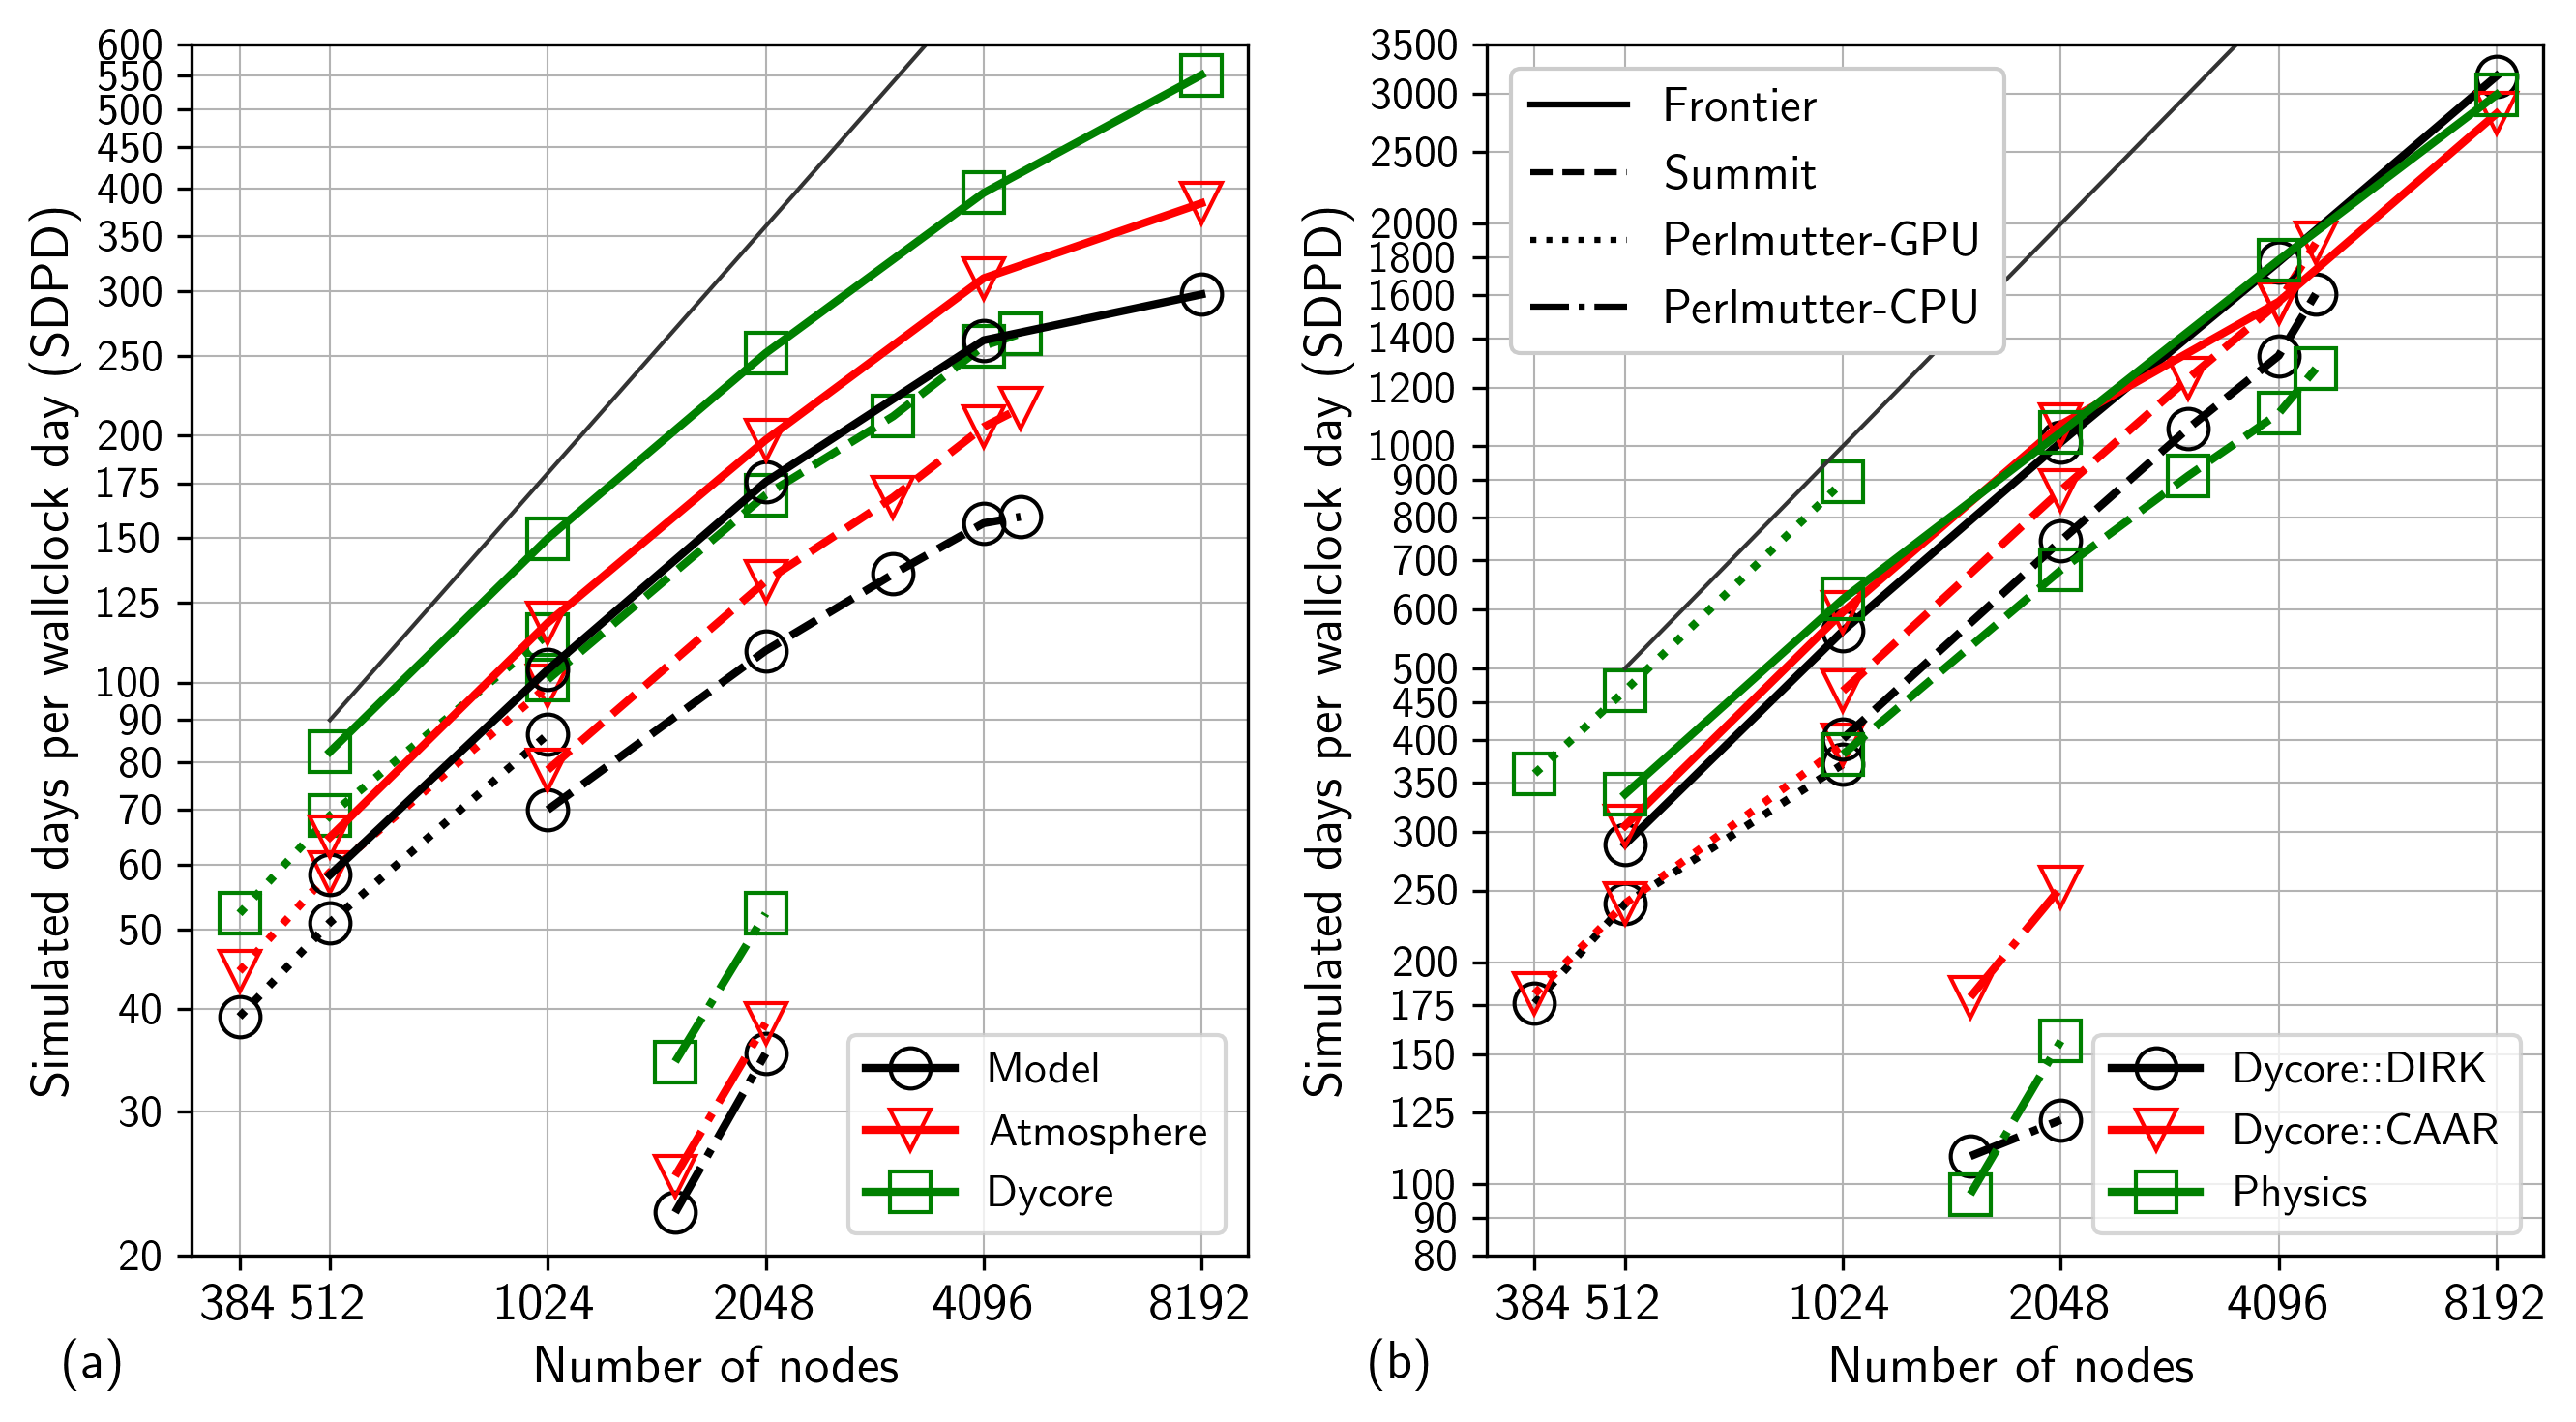 Simulated days per wallclock day (SDPD)
600
550
500
450
400
350
300
250
200
175
150
125
100
90
80
70
60
50
40
30
20
Model
Atmosphere
Dycore
384 512 1024 2048 4096 8192
Number of nodes
(a)
Simulated days per wallclock day (SDPD)
3500
3000
2500
2000
1800
1600
1400
1200
1000
900
800
700
600
500
450
400
350
300
250
200
175
150
125
100
90
80
Frontier
Summit
Perlmutter-GPU
Perlmutter-CPU
Dycore::DIRK
Dycore::CAAR
Physics
384 512 1024 2048 4096 8192
Number of nodes
(b)